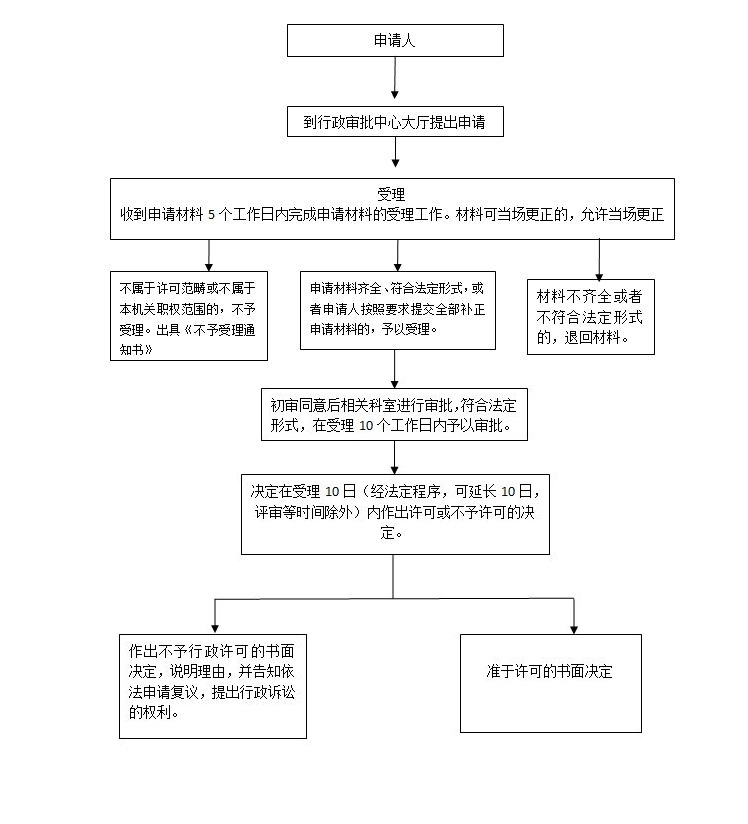 申请人
到行政审批中心大厅提出申请
受理
收到申请材料 5 个工作日内完成申请材料的受理工作。材料可当场更正的，允许当场更正
不属于许可范畴或不属于
本机关职权范围的，不予
受理。出具《不予受理通
知书》
申请材料齐全、符合法定形式，或
者申请人按照要求提交全部补正
申请材料的，予以受理。
材料不齐全或者
不符合法定形式
的，退回材料。
初审同意后相关科室进行审批，符合法定
形式，在受理 10 个工作日内予以审批。
决定在受理 10 日（经法定程序，可延长 10 日，
评审等时间除外）内作出许可或不予许可的决
定。
作出不予行政许可的书面
决定，说明理由，并告知依
法申请复议，提出行政诉讼
的权利。
准于许可的书面决定